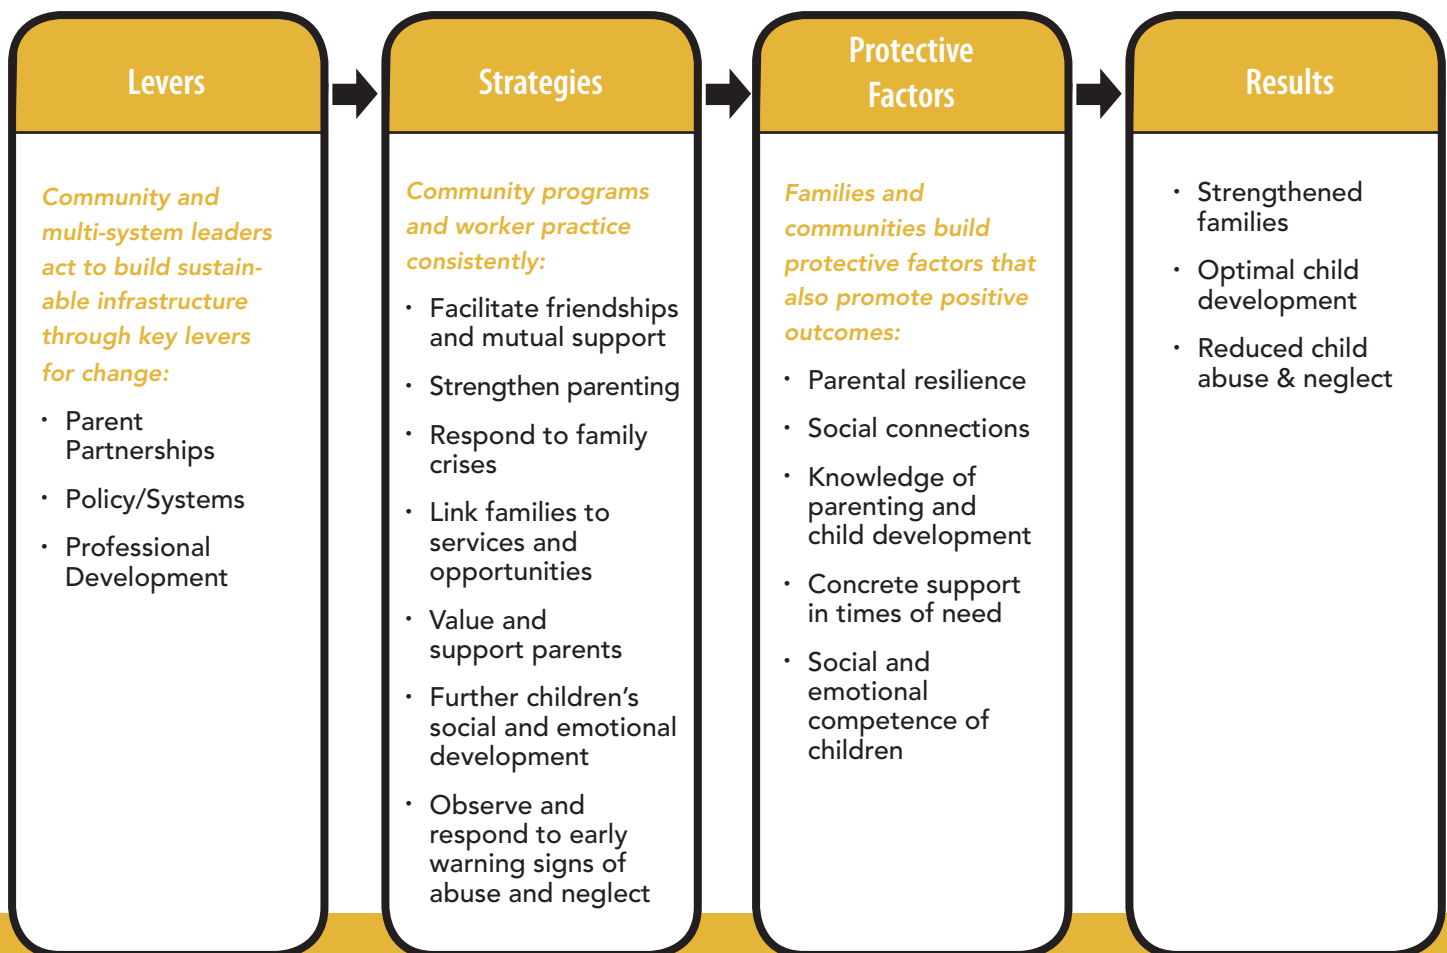 Levers
Community and
multi-system leaders
act to build sustain-
able infrastructure
through key levers
for change:
· Parent
Partnerships
· Policy/Systems
· Professional
Development
Strategies
Community programs
and worker practice
consistently:
· Facilitate friendships
and mutual support
· Strengthen parenting
· Respond to family
crises
· Link families to
services and
opportunities
· Value and
support parents
· Further children’s
social and emotional
development
· Observe and
respond to early
warning signs of
abuse and neglect
Protective
Factors
Families and
communities build
protective factors that
also promote positive
outcomes:
· Parental resilience
· Social connections
· Knowledge of
parenting and
child development
· Concrete support
in times of need
· Social and
emotional
competence of
children
Results
· Strengthened
families
· Optimal child
development
· Reduced child
abuse & neglect